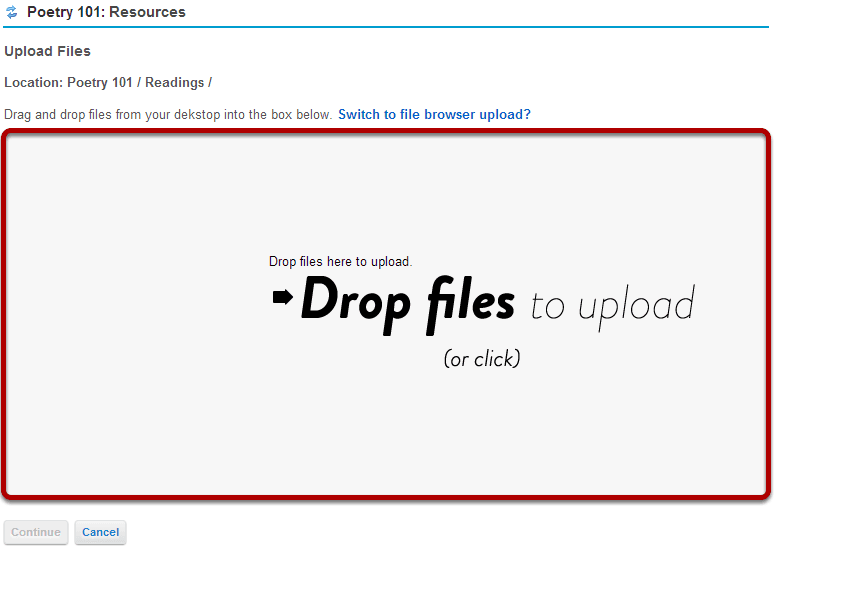 Poetry 101: Resources
Upload Files
Location: Poetry 101 / Readings /
Drag and drop files from your dekstop into the box below. Switch to file browser upload?
Drop files here to upload.
Drop files to upload
(or click)
Continue Cancel